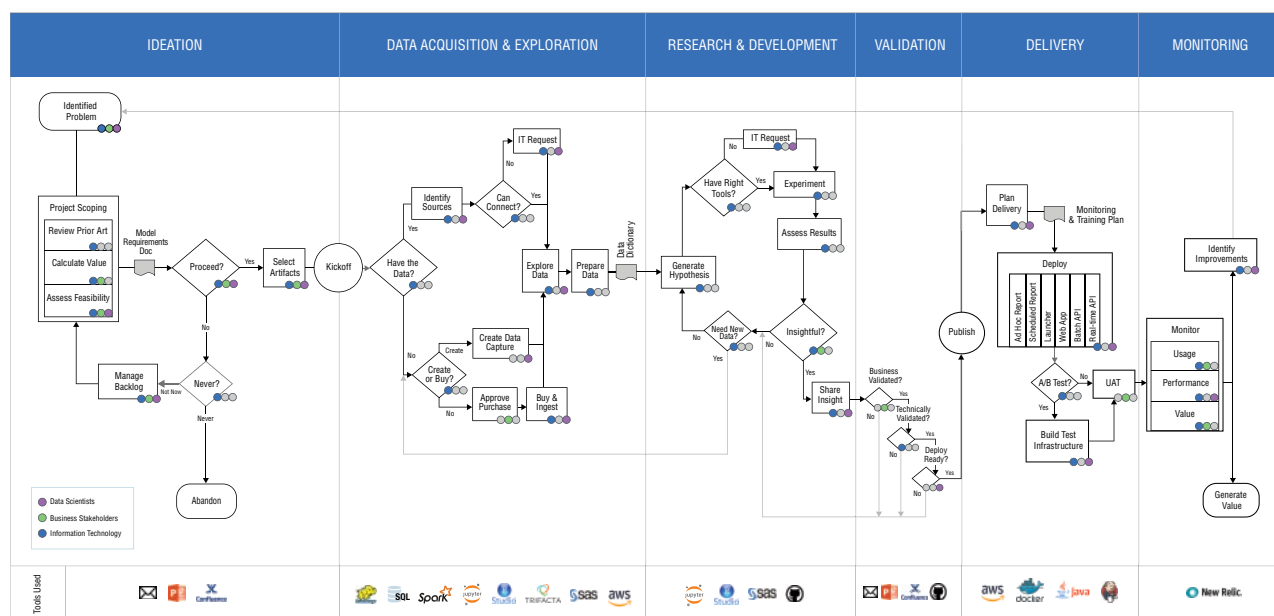 IDEATION
DATA ACQUISITION & EXPLORATION
RESEARCH & DEVELOPMENT
VALIDATION
DELIVERY
MONITORING
Identified
Problem
Project Scoping
Review Prior Art
Calculate Value
Assess Feasibility
Model
Requirements
Doc
Proceed?
Yes
No
Select
Artifacts
Never?
Not Now
Never
Manage
Backlog
Abandon
Data Scientists
Business Stakeholders
Information Technology
Kickoff
Have the
Data?
Yes
No
Identify
Sources
Can
Connect?
No
Yes
IT Request
Explore
Data
Prepare
Data
Data
Dictionary
Create
or Buy?
Create
No
Create Data
Capture
Approve
Purchase
Buy &
Ingest
Generate
Hypothesis
Have Right
Tools?
No
Yes
IT Request
Experiment
Assess Results
Insightful?
No
Yes
Need New
Data?
No
Yes
Share
Insight
Business
Validated?
Yes
No
Technically
Validated?
Yes
No
Deploy
Ready?
Yes
No
Publish
Plan
Delivery
Monitoring
& Training Plan
Deploy
Ad Hoc Report
Scheduled Report
Launcher
Web App
Batch API
Real-time API
A/B Test?
No
Yes
UAT
Build Test
Infrastructure
Monitor
Usage
Performance
Value
Identify
Improvements
Generate
Value
Tools Used
P
Confluence
SQL
Spark
jupyter
Studio
TRIFACTA
sas
aws
jupyter
Studio
sas
P
Confluence
aws
docker
Java
New Relic.